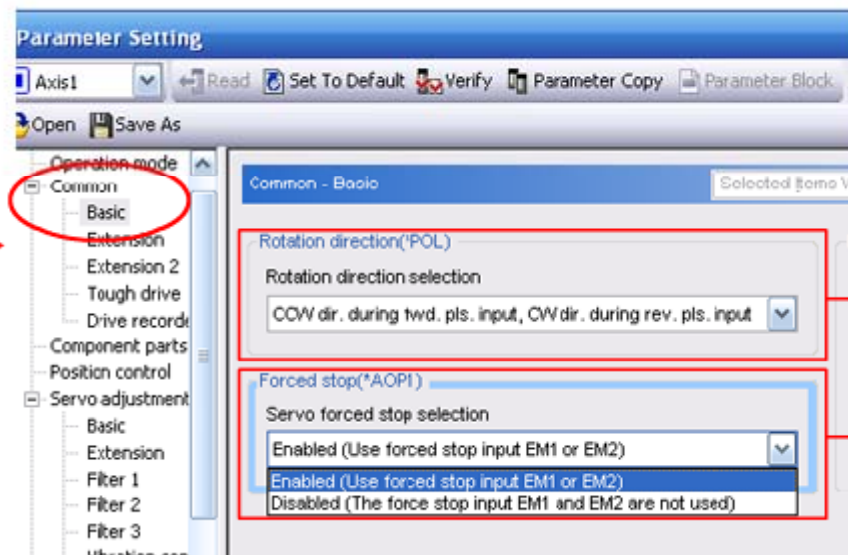 Parameter Setting
Axis1 Read Set To Default Verify Parameter Copy Parameter Block
Open Save As
Operation mode
Common
Basic
Extension
Extension 2
Tough drive
Drive recorde
Component parts
Position control
Servo adjustment
Basic
Extension
Filter 1
Filter 2
Filter 3
Common - Basic Selected Items
Rotation direction(*POL)
Rotation direction selection
CCW dir. during fwd. pls. input, CW dir. during rev. pls. input
Forced stop(*AOP1)
Servo forced stop selection
Enabled (Use forced stop input EM1 or EM2)
Enabled (Use forced stop input EM1 or EM2)
Disabled (The force stop input EM1 and EM2 are not used)